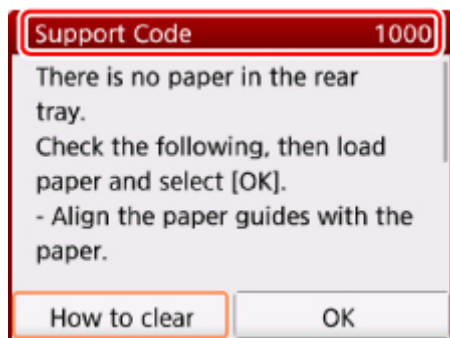 Support Code 1000
There is no paper in the rear
tray.
Check the following, then load
paper and select [OK].
- Align the paper guides with the
paper.
How to clear OK